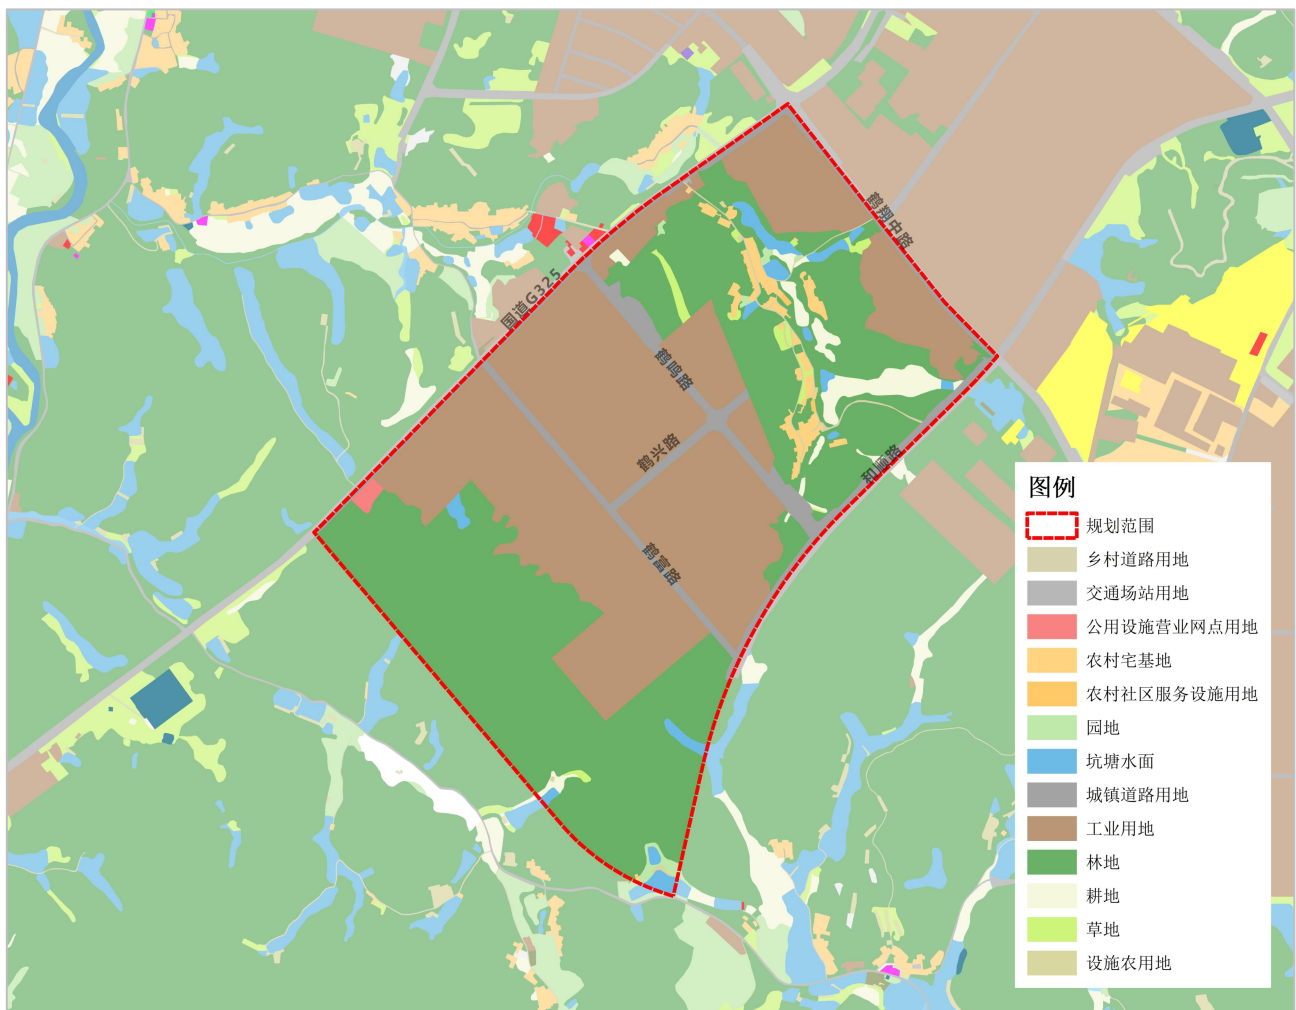 鹤翔中路
国道G325
鹤鸣路
鹤兴路
和顺路
鹤富路
图例
规划范围
乡村道路用地
交通场站用地
公用设施营业网点用地
农村宅基地
农村社区服务设施用地
园地
坑塘水面
城镇道路用地
工业用地
林地
耕地
草地
设施农用地